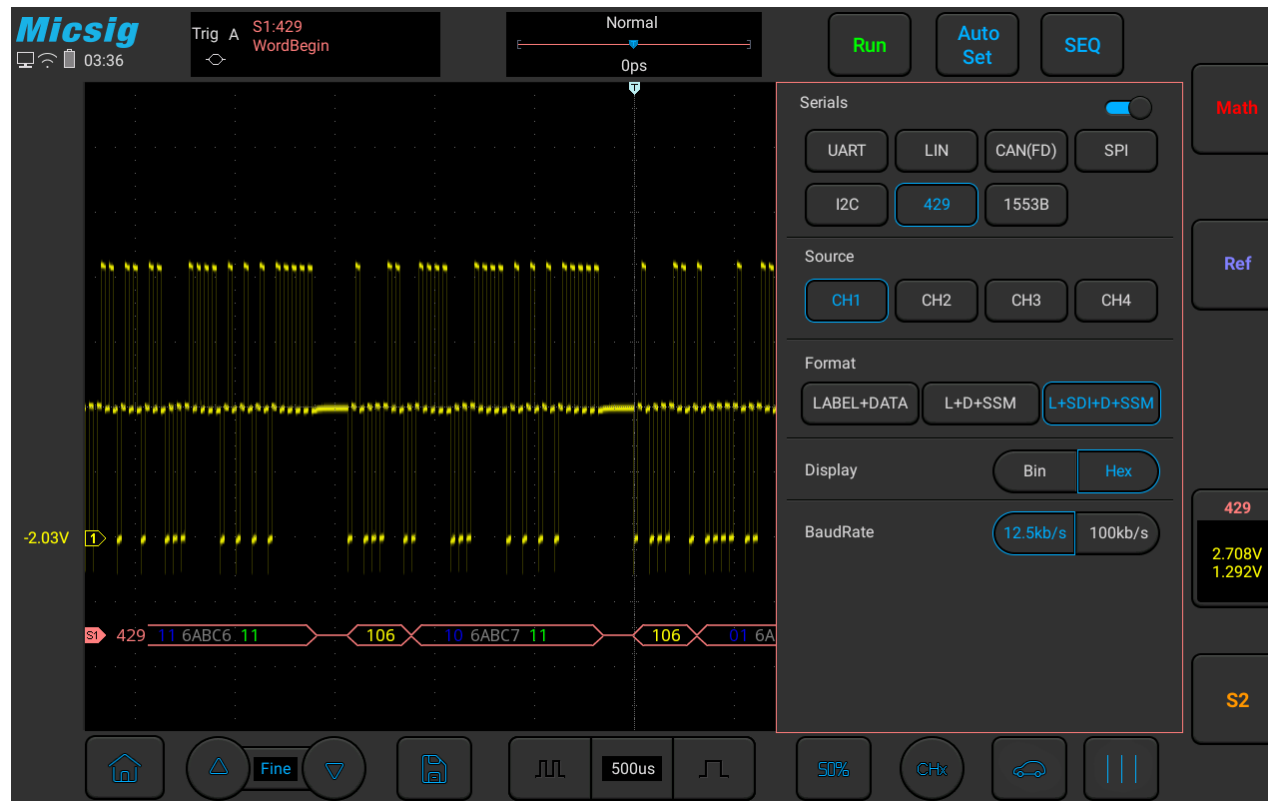 Micsig
03:36
Trig A S1:429
WordBegin
Normal
0ps
Run
Auto
Set
SEQ
T
Serials
UART LIN CAN(FD) SPI
I2C 429 1553B
Source
CH1 CH2 CH3 CH4
Format
LABEL+DATA L+D+SSM L+SDI+D+SSM
Display Bin Hex
BaudRate 12.5kb/s 100kb/s
Math
Ref
429
2.708V
1.292V
S2
-2.03V 1
S1 429 11 6ABC6 11 106 10 6ABC7 11 106 01 6A
Fine
500us
50%
CHx